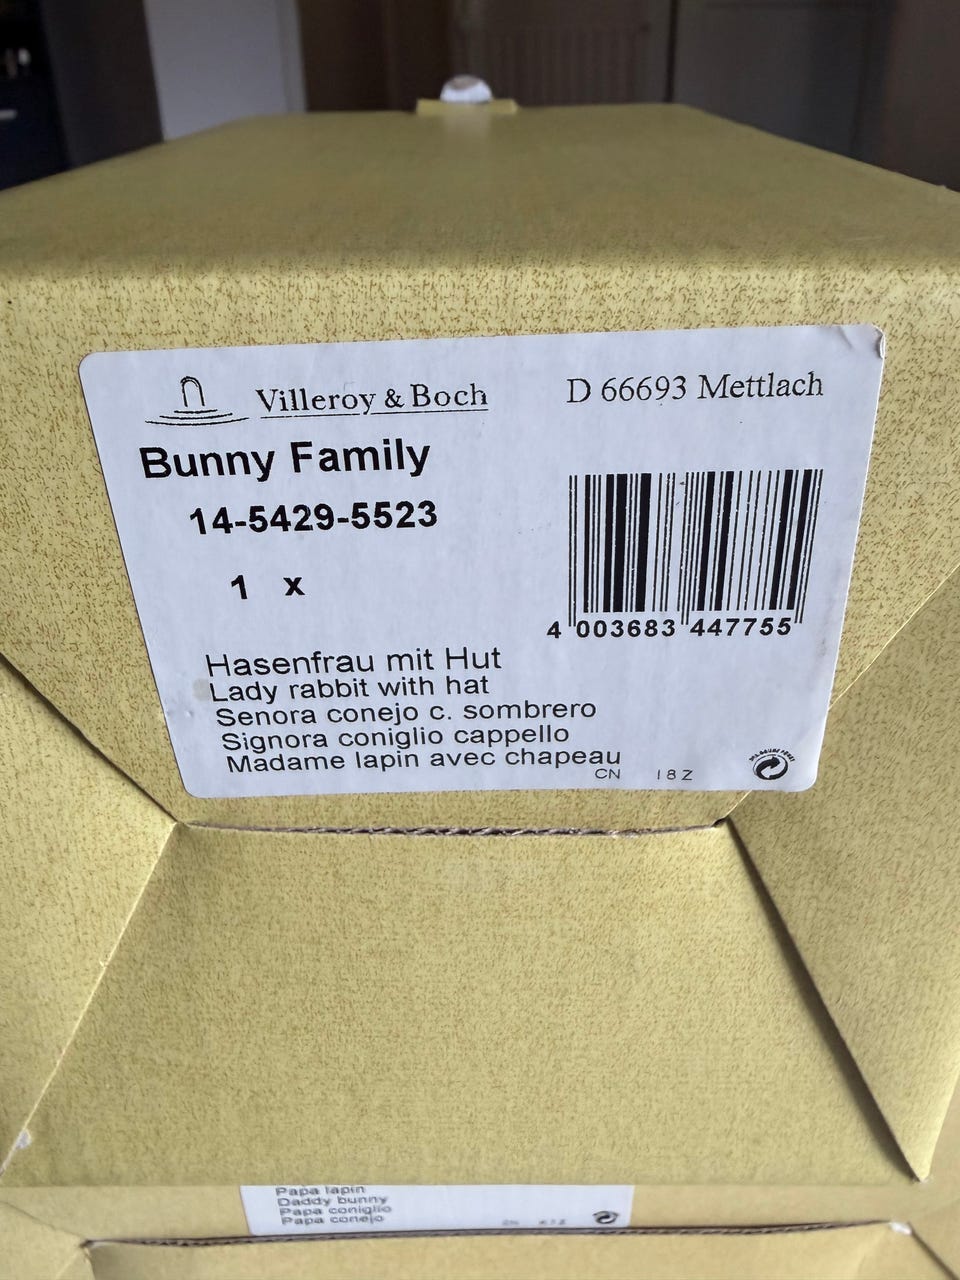 Villeroy & Boch
D 66693 Mettlach
Bunny Family
14-5429-5523
1 x
4 003683 447755
Hasenfrau mit Hut
Lady rabbit with hat
Senora conejo c. sombrero
Signora coniglio cappello
Madame lapin avec chapeau
CN 18Z
Papa lapin
Daddy bunny
Papa coniglio
Papa conejo